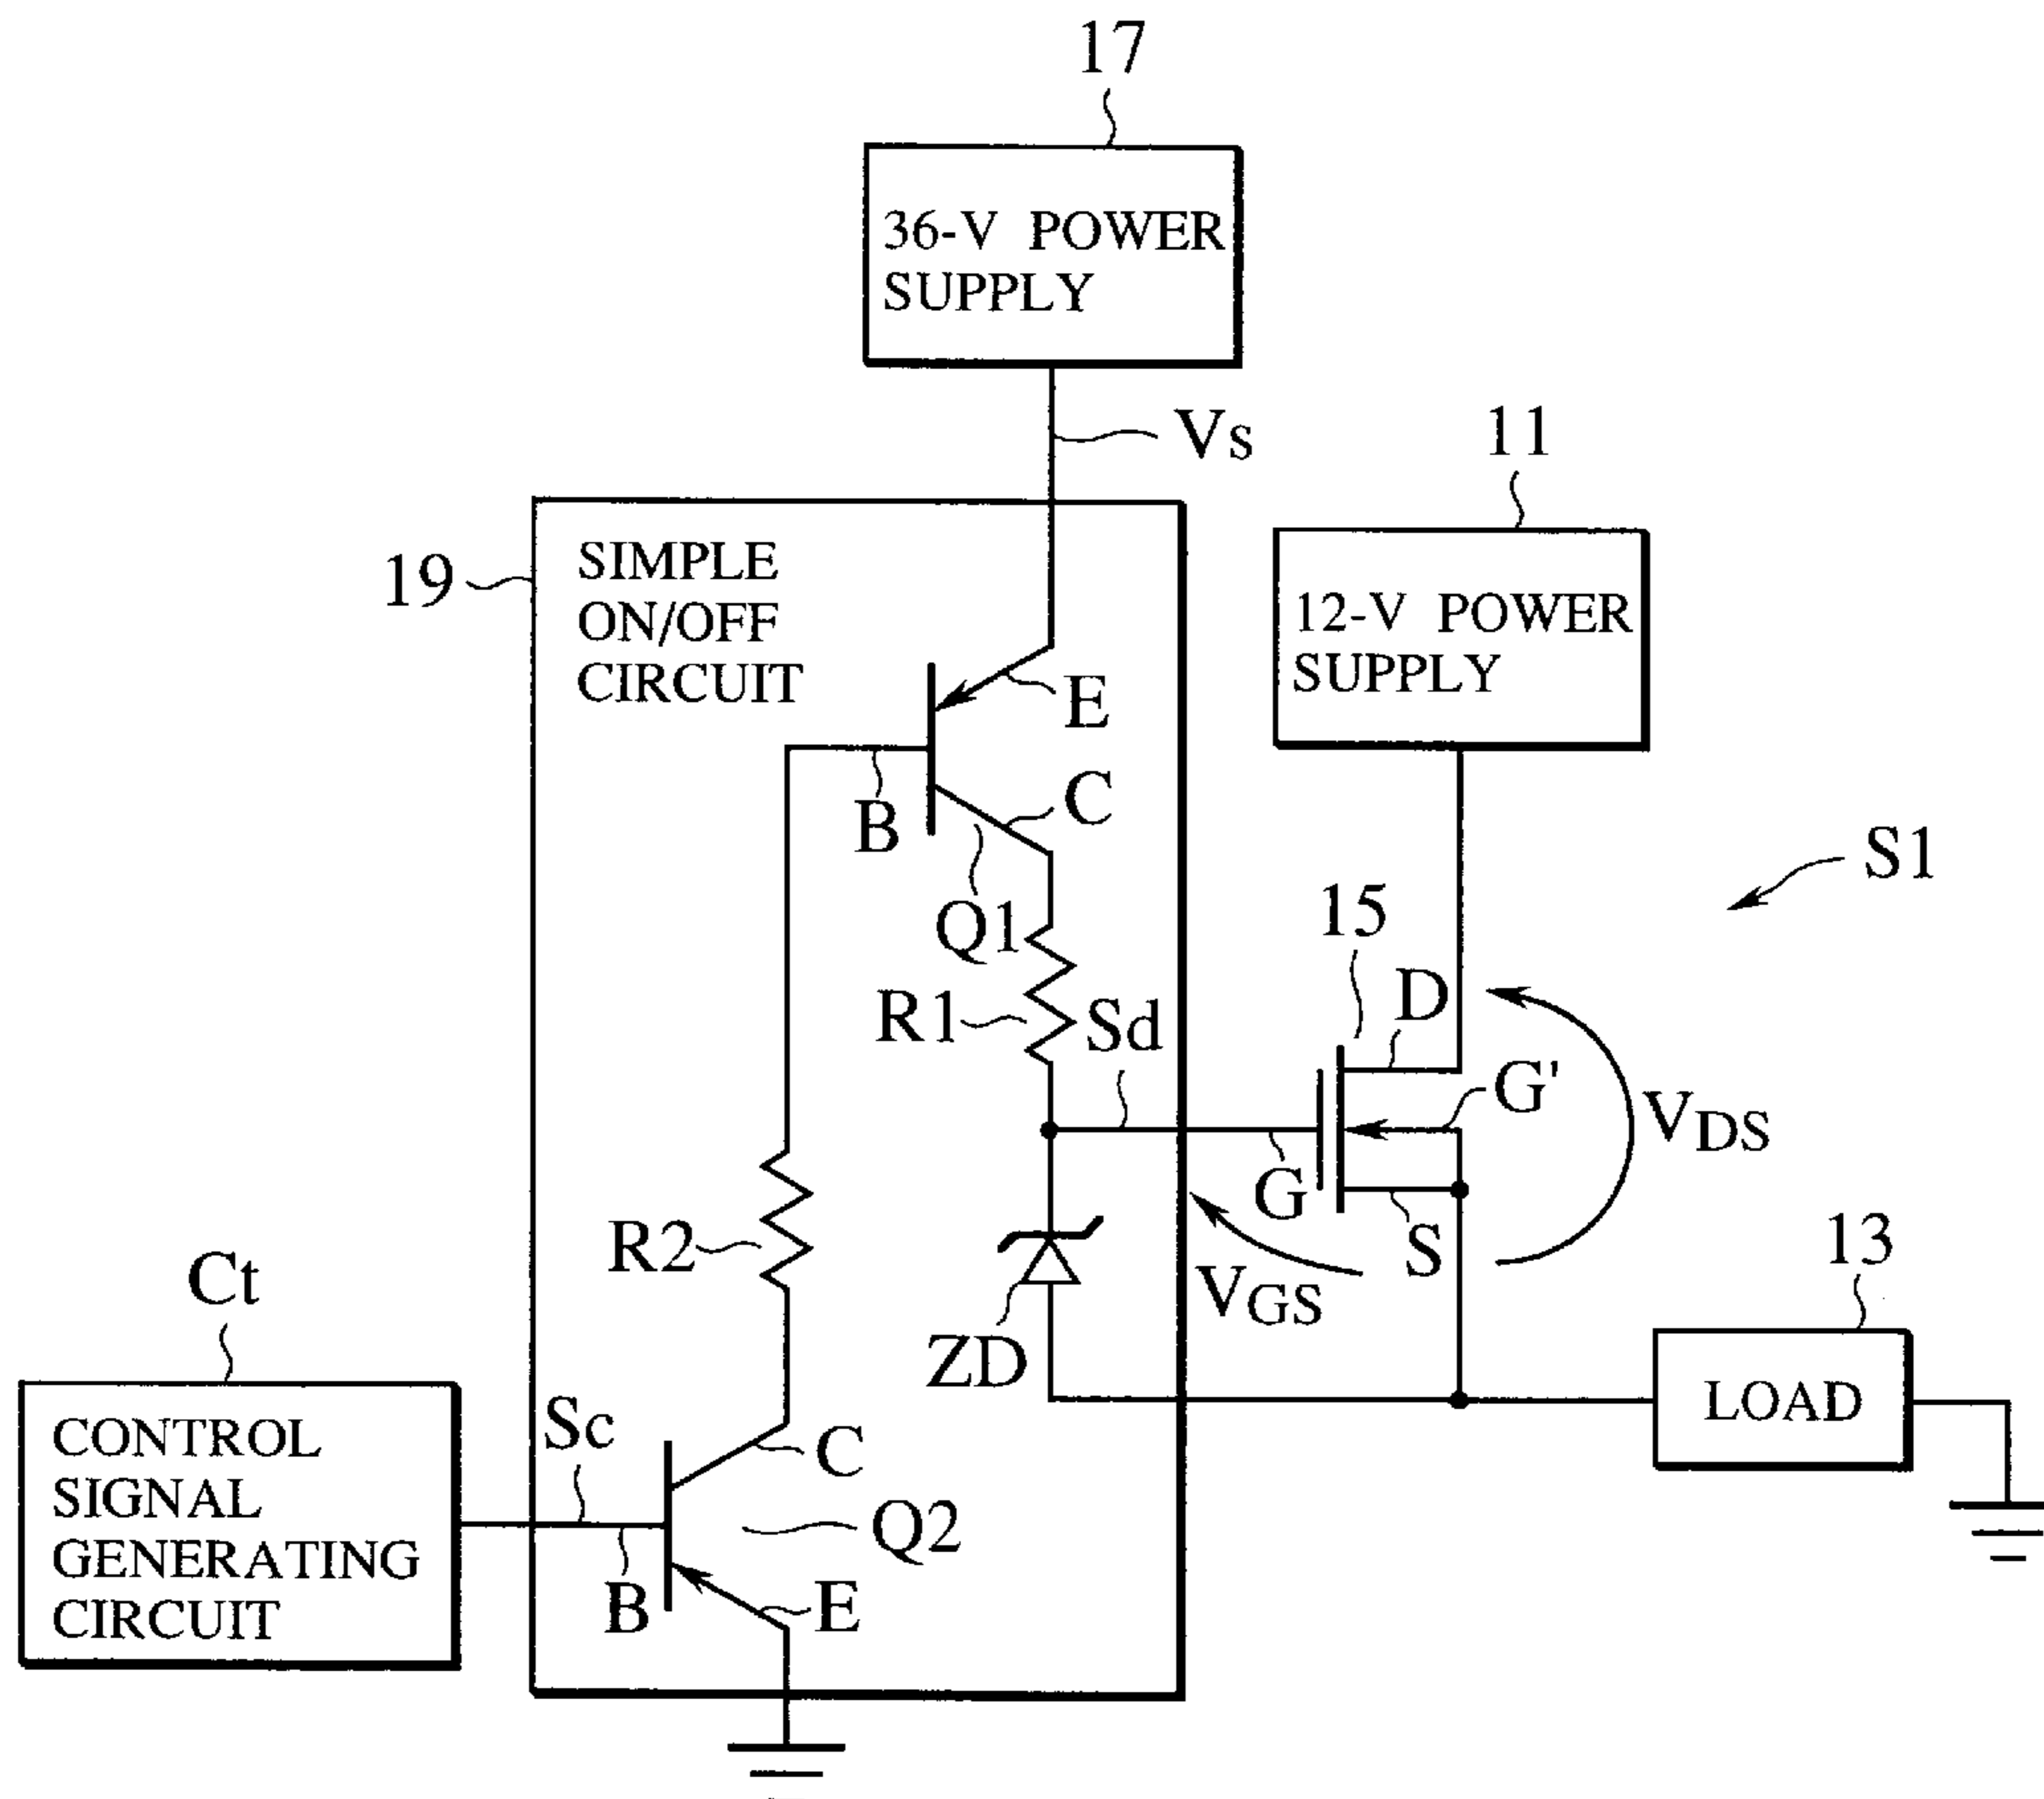 17
36-V POWER
SUPPLY
Vs
11
19
SIMPLE
ON/OFF
CIRCUIT
12-V POWER
SUPPLY
E
B
C
Q1
S1
15
R1
Sd
D
G'
VDS
G
S
R2
VGS
ZD
13
LOAD
Ct
CONTROL
SIGNAL
GENERATING
CIRCUIT
Sc
C
Q2
B
E